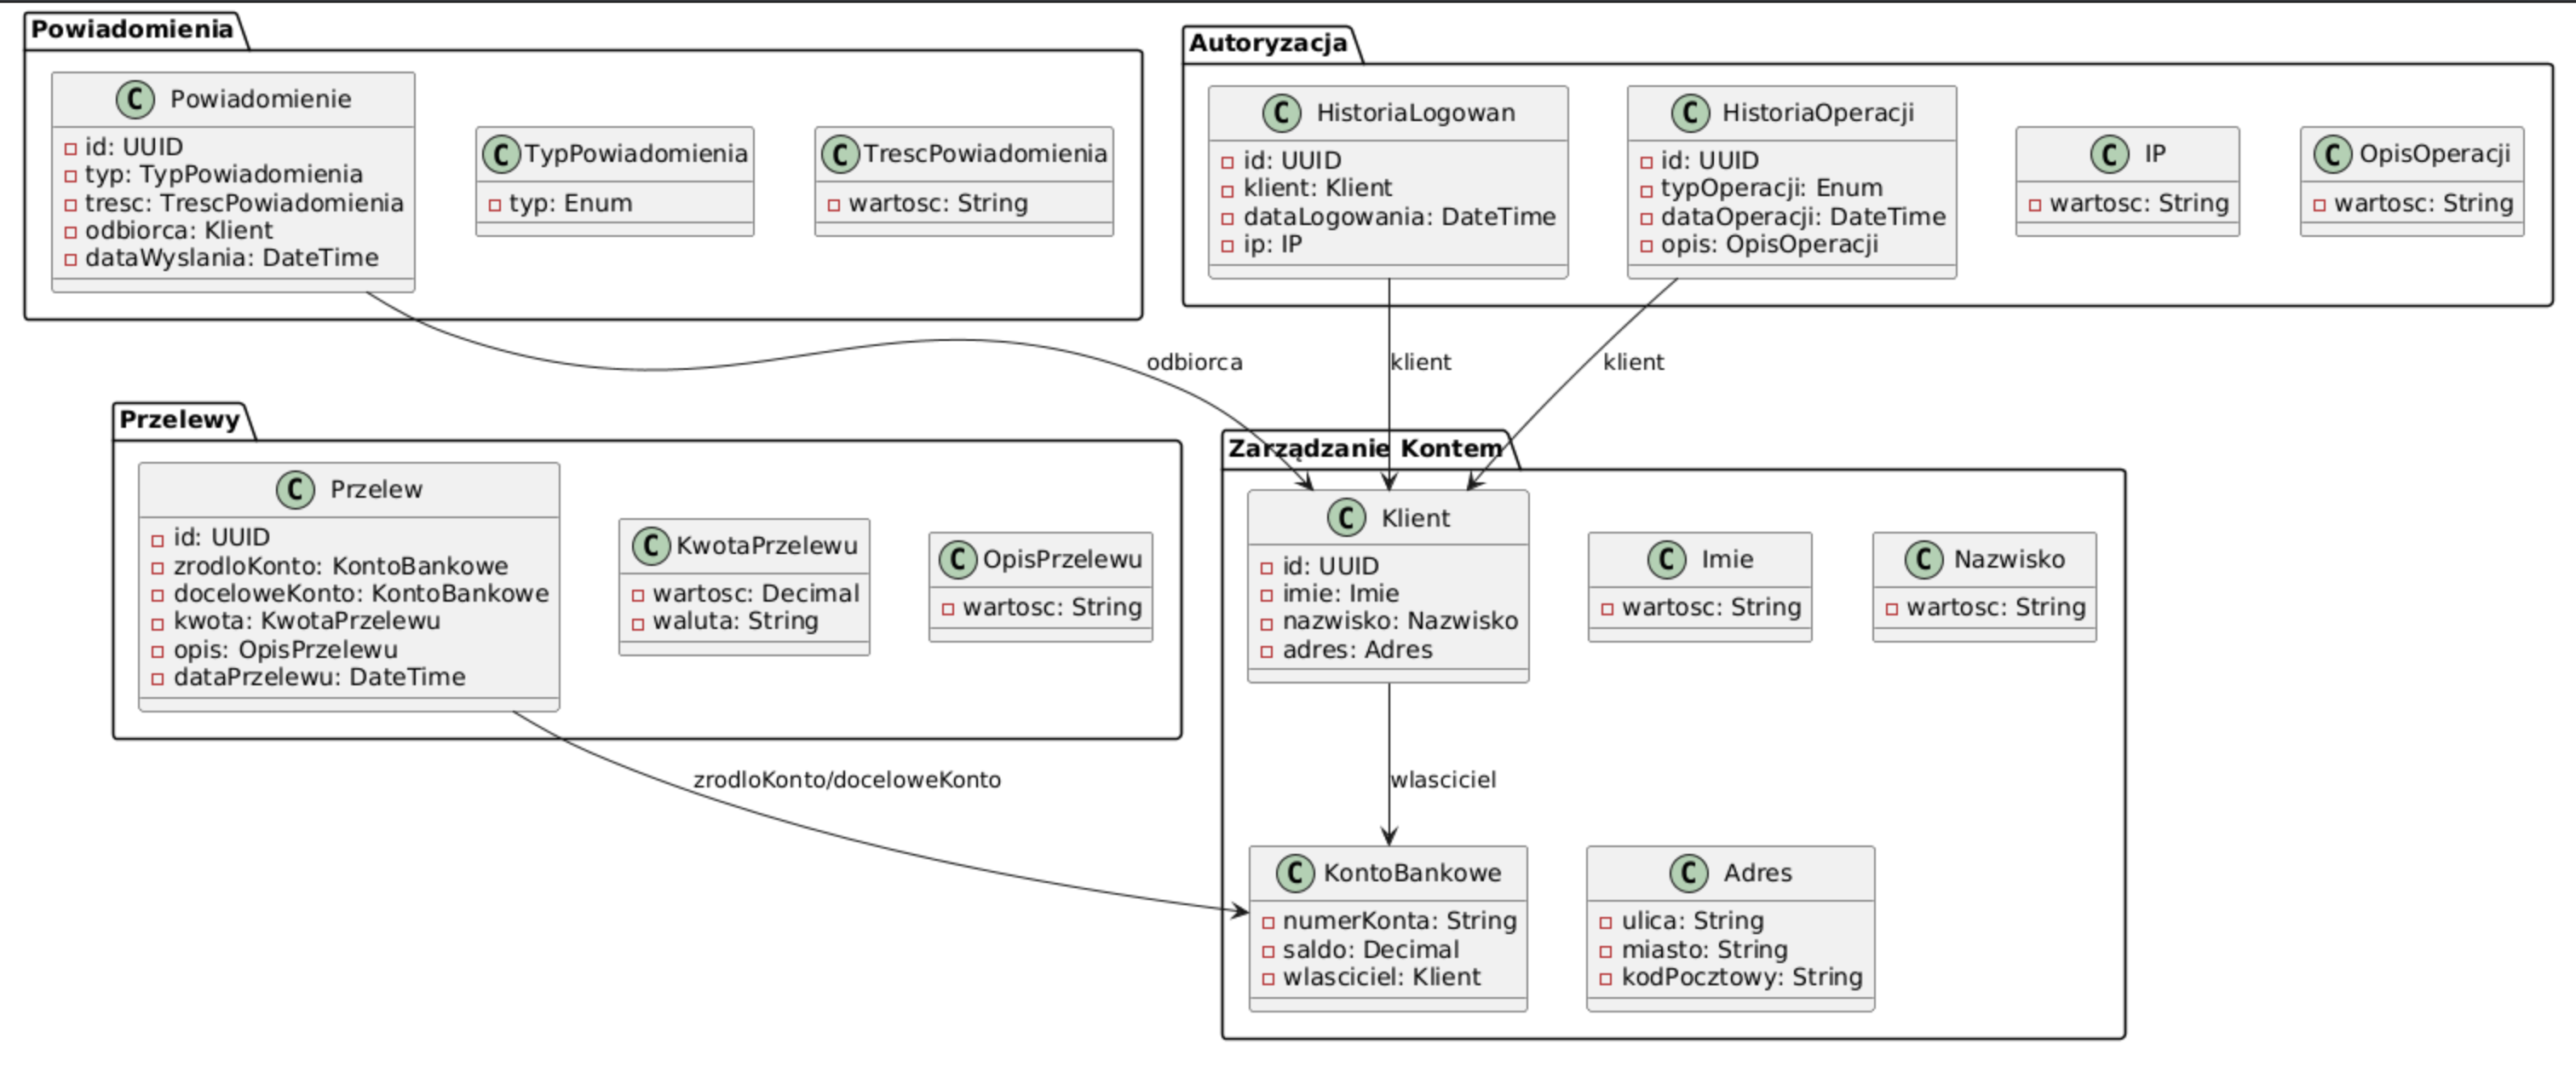 Powiadomienia
C Powiadomienie
id: UUID
typ: TypPowiadomienia
tresc: TrescPowiadomienia
odbiorca: Klient
dataWyslania: DateTime
C TypPowiadomienia
typ: Enum
C TrescPowiadomienia
wartosc: String
Autoryzacja
C HistoriaLogowan
id: UUID
klient: Klient
dataLogowania: DateTime
ip: IP
C HistoriaOperacji
id: UUID
typOperacji: Enum
dataOperacji: DateTime
opis: OpisOperacji
C IP
wartosc: String
C OpisOperacji
wartosc: String
odbiorca
klient
klient
Przelewy
C Przelew
id: UUID
zrodloKonto: KontoBankowe
doceloweKonto: KontoBankowe
kwota: KwotaPrzelewu
opis: OpisPrzelewu
dataPrzelewu: DateTime
C KwotaPrzelewu
wartosc: Decimal
waluta: String
C OpisPrzelewu
wartosc: String
Zarządzanie Kontem
C Klient
id: UUID
imie: Imie
nazwisko: Nazwisko
adres: Adres
C Imie
wartosc: String
C Nazwisko
wartosc: String
zrodloKonto/doceloweKonto
wlasciciel
C KontoBankowe
numerKonta: String
saldo: Decimal
wlasciciel: Klient
C Adres
ulica: String
miasto: String
kodPocztowy: String